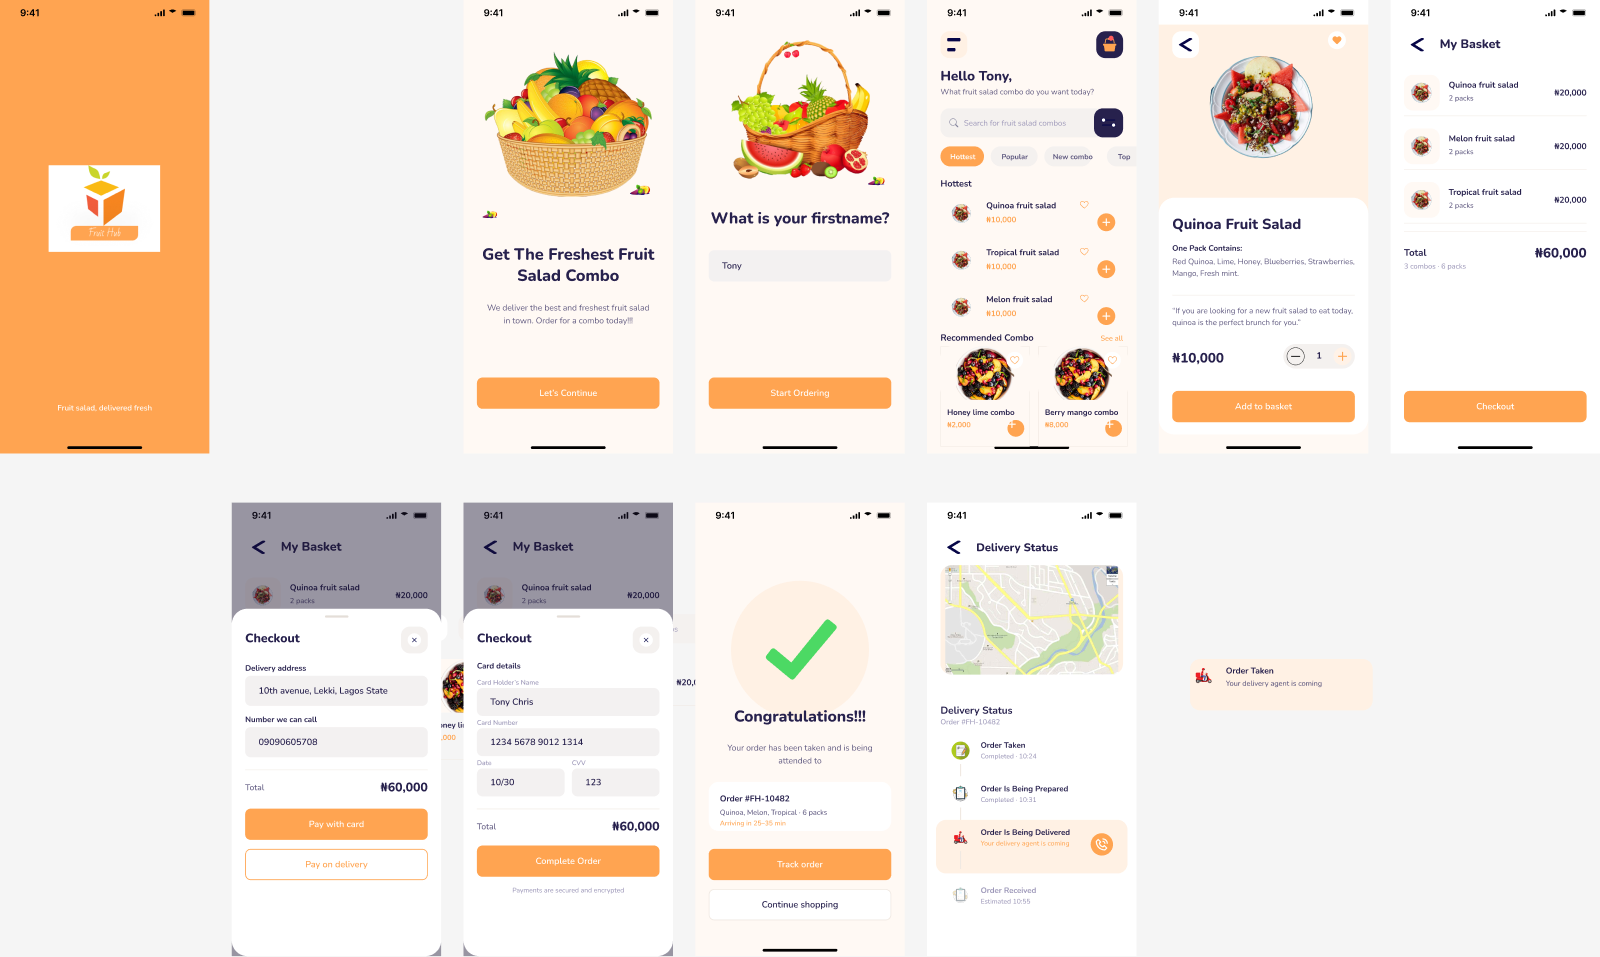 9:41
Fruit Hub
Fruit salad, delivered fresh
9:41
Get The Freshest Fruit
Salad Combo
We deliver the best and freshest fruit salad
in town. Order for a combo today!!!
Let's Continue
9:41
What is your firstname?
Tony
Start Ordering
9:41
Hello Tony,
What fruit salad combo do you want today?
Search for fruit salad combos
Hottest
Popular
New combo
Top
Hottest
Quinoa fruit salad
₦10,000
Tropical fruit salad
₦10,000
Melon fruit salad
₦10,000
Recommended Combo
See all
Honey lime combo
₦2,000
Berry mango combo
₦8,000
9:41
Quinoa Fruit Salad
One Pack Contains:
Red Quinoa, Lime, Honey, Blueberries, Strawberries,
Mango, Fresh mint.
"If you are looking for a new fruit salad to eat today,
quinoa is the perfect brunch for you."
₦10,000
1
Add to basket
9:41
My Basket
Quinoa fruit salad
2 packs
₦20,000
Melon fruit salad
2 packs
₦20,000
Tropical fruit salad
2 packs
₦20,000
Total
₦60,000
3 combos · 6 packs
Checkout
9:41
My Basket
Quinoa fruit salad
2 packs
₦20,000
Checkout
Delivery address
10th avenue, Lekki, Lagos State
Number we can call
09090605708
Total
₦60,000
Pay with card
Pay on delivery
oney li
,000
9:41
My Basket
Quinoa fruit salad
2 packs
₦20,000
Checkout
Card details
Card Holder's Name
Tony Chris
Card Number
1234 5678 9012 1314
Date
CVV
10/30
123
Total
₦60,000
Complete Order
Payments are secured and encrypted
₦20,0
9:41
Congratulations!!!
Your order has been taken and is being
attended to
Order #FH-10482
Quinoa, Melon, Tropical · 6 packs
Arriving in 25–35 min
Track order
Continue shopping
9:41
Delivery Status
Delivery Status
Order #FH-10482
Order Taken
Completed · 10:24
Order Is Being Prepared
Completed · 10:31
Order Is Being Delivered
Your delivery agent is coming
Order Received
Estimated 10:55
Order Taken
Your delivery agent is coming